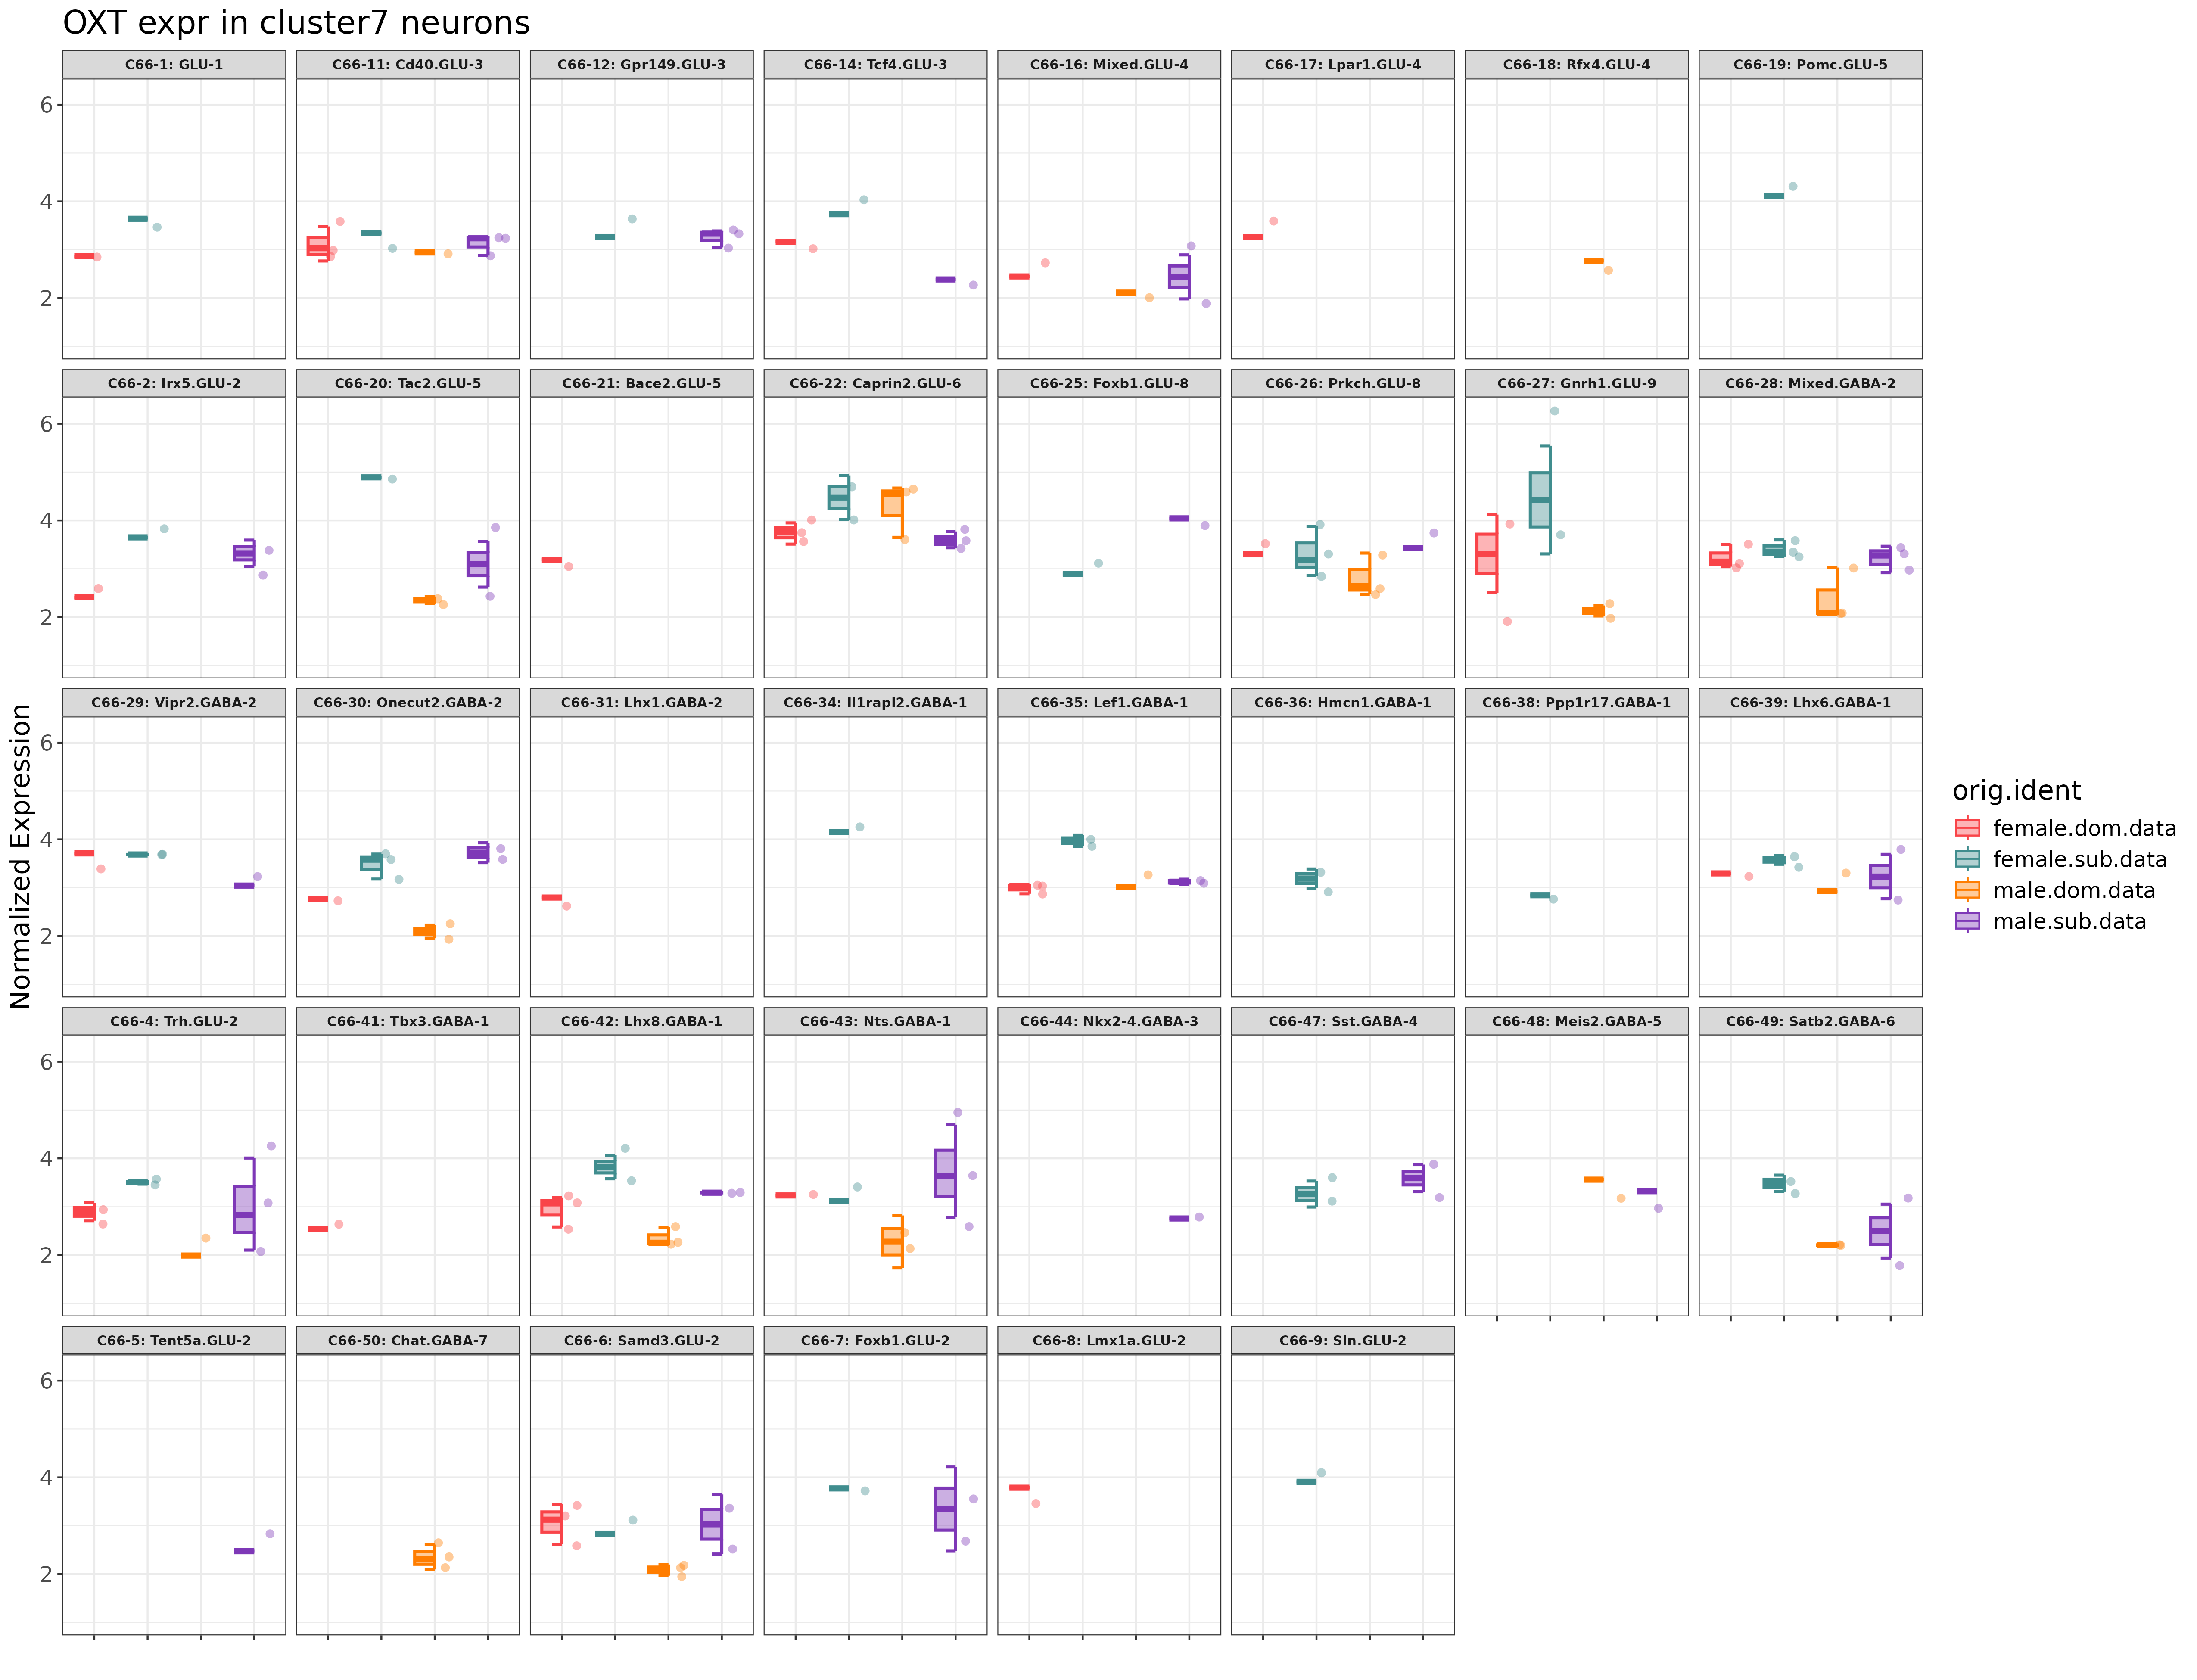 OXT expr in cluster7 neurons
C66-1: GLU-1
C66-11: Cd40.GLU-3
C66-12: Gpr149.GLU-3
C66-14: Tcf4.GLU-3
C66-16: Mixed.GLU-4
C66-17: Lpar1.GLU-4
C66-18: Rfx4.GLU-4
C66-19: Pomc.GLU-5
6
4
2
C66-2: Irx5.GLU-2
C66-20: Tac2.GLU-5
C66-21: Bace2.GLU-5
C66-22: Caprin2.GLU-6
C66-25: Foxb1.GLU-8
C66-26: Prkch.GLU-8
C66-27: Gnrh1.GLU-9
C66-28: Mixed.GABA-2
6
4
2
C66-29: Vipr2.GABA-2
C66-30: Onecut2.GABA-2
C66-31: Lhx1.GABA-2
C66-34: Il1rapl2.GABA-1
C66-35: Lef1.GABA-1
C66-36: Hmcn1.GABA-1
C66-38: Ppp1r17.GABA-1
C66-39: Lhx6.GABA-1
6
4
2
Normalized Expression
C66-4: Trh.GLU-2
C66-41: Tbx3.GABA-1
C66-42: Lhx8.GABA-1
C66-43: Nts.GABA-1
C66-44: Nkx2-4.GABA-3
C66-47: Sst.GABA-4
C66-48: Meis2.GABA-5
C66-49: Satb2.GABA-6
6
4
2
C66-5: Tent5a.GLU-2
C66-50: Chat.GABA-7
C66-6: Samd3.GLU-2
C66-7: Foxb1.GLU-2
C66-8: Lmx1a.GLU-2
C66-9: Sln.GLU-2
6
4
2
orig.ident
female.dom.data
female.sub.data
male.dom.data
male.sub.data